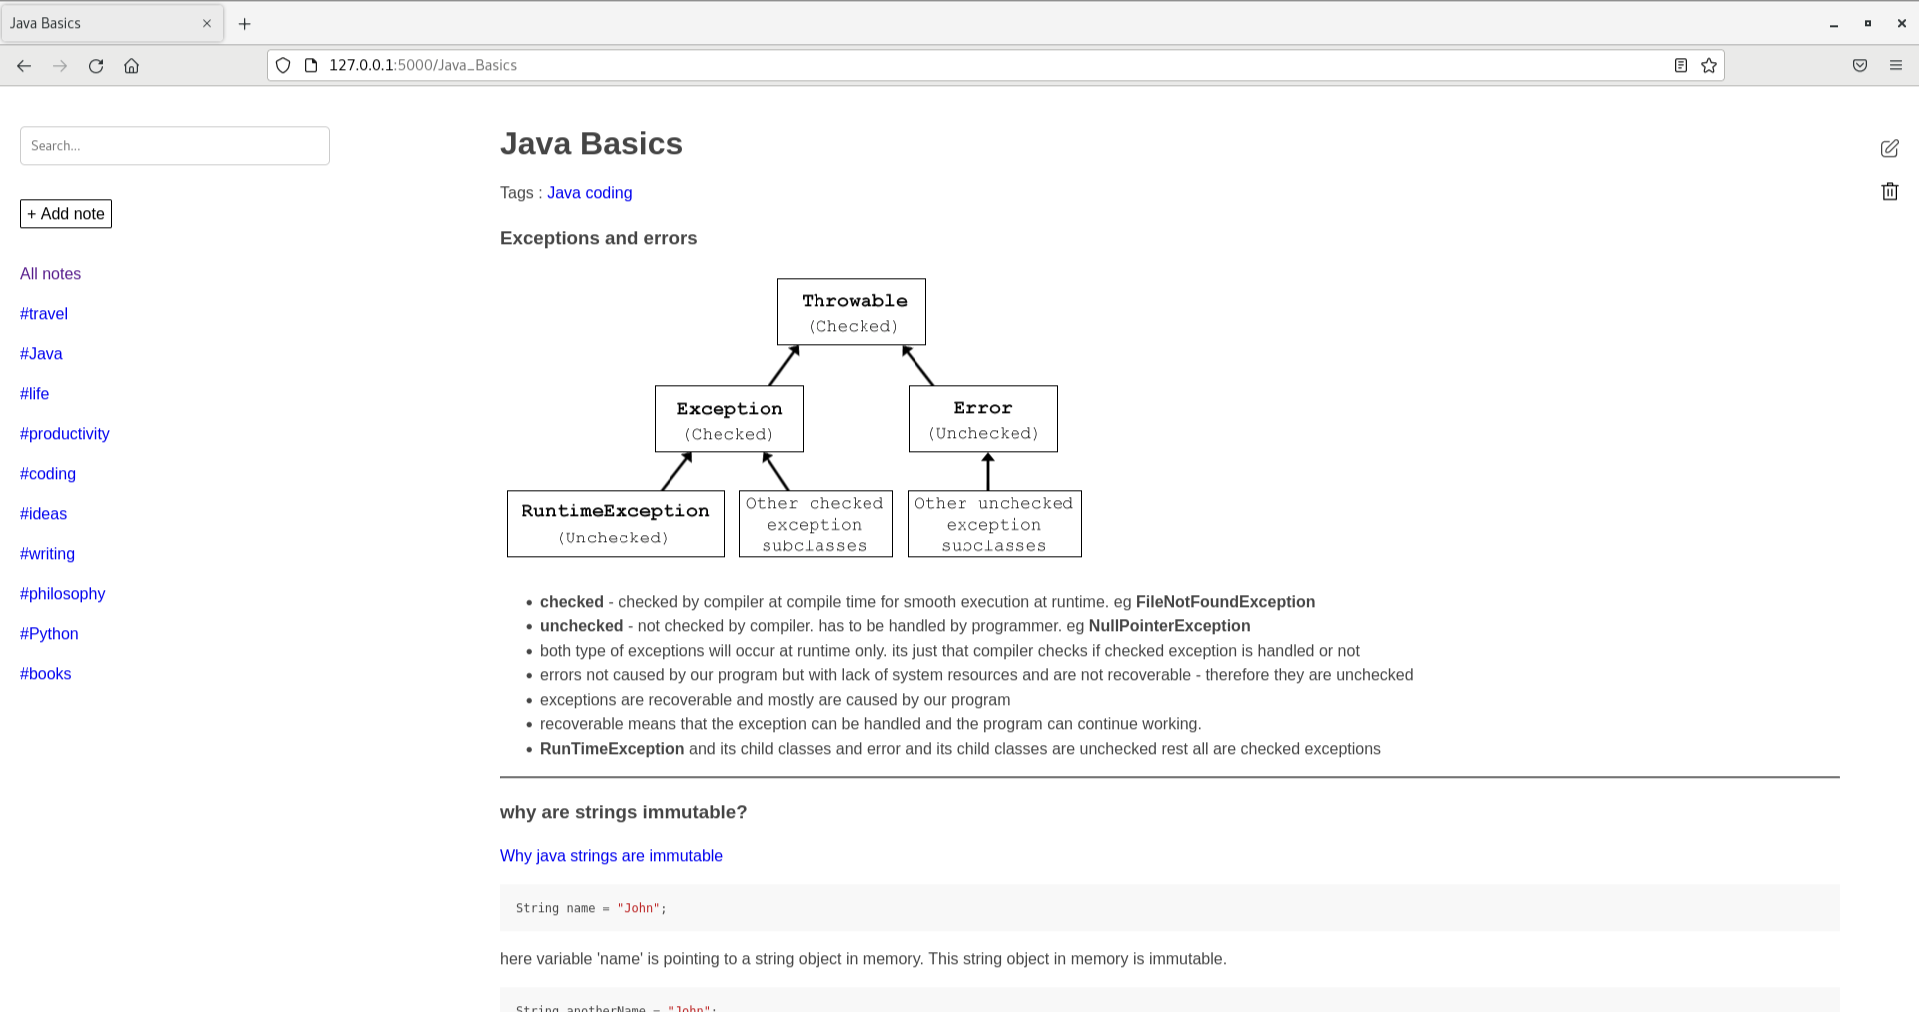 Java Basics
127.0.0.1:5000/Java_Basics
Search...
+ Add note
All notes
#travel
#Java
#life
#productivity
#coding
#ideas
#writing
#philosophy
#Python
#books
Java Basics
Tags : Java coding
Exceptions and errors
Throwable
(Checked)
Exception
(Checked)
Error
(Unchecked)
RuntimeException
(Unchecked)
Other checked
exception
subclasses
Other unchecked
exception
subclasses
• checked - checked by compiler at compile time for smooth execution at runtime. eg FileNotFoundException
• unchecked - not checked by compiler. has to be handled by programmer. eg NullPointerException
• both type of exceptions will occur at runtime only. its just that compiler checks if checked exception is handled or not
• errors not caused by our program but with lack of system resources and are not recoverable - therefore they are unchecked
• exceptions are recoverable and mostly are caused by our program
• recoverable means that the exception can be handled and the program can continue working.
• RunTimeException and its child classes and error and its child classes are unchecked rest all are checked exceptions
why are strings immutable?
Why java strings are immutable
String name = "John";
here variable 'name' is pointing to a string object in memory. This string object in memory is immutable.
String anotherName = "John";